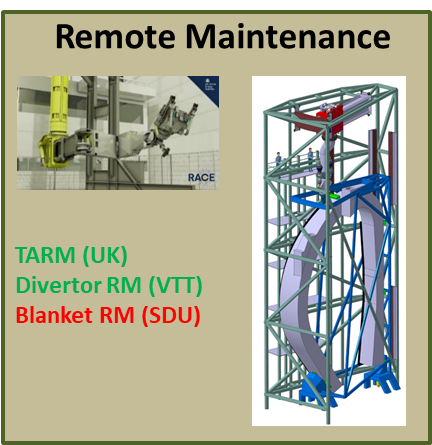 Remote Maintenance
RACE
TARM (UK)
Divertor RM (VTT)
Blanket RM (SDU)